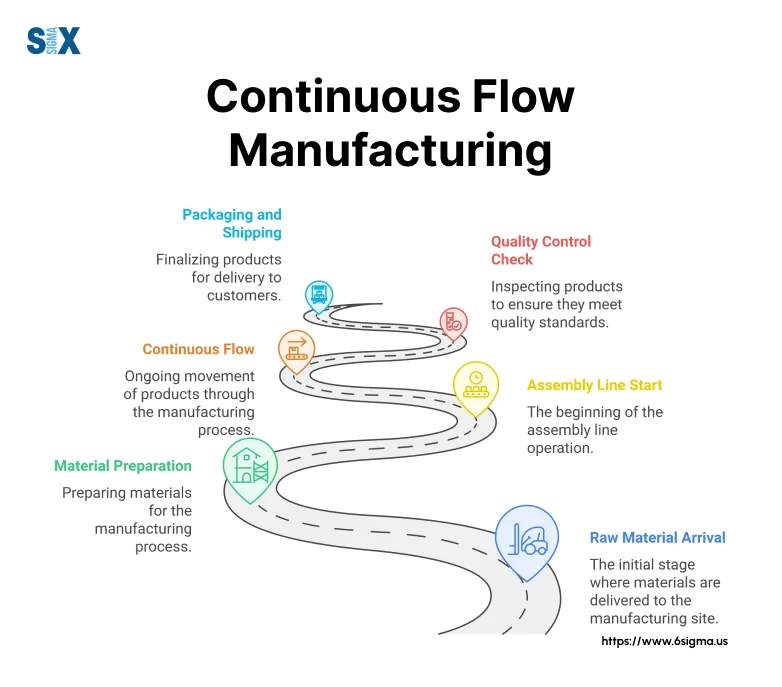 SIX
SIGMA
Continuous Flow
Manufacturing
Packaging and
Shipping
Finalizing products
for delivery to
customers.
Quality Control
Check
Inspecting products
to ensure they meet
quality standards.
Continuous Flow
Ongoing movement
of products through
the manufacturing
process.
Assembly Line Start
The beginning of the
assembly line
operation.
Material Preparation
Preparing materials
for the
manufacturing
process.
Raw Material Arrival
The initial stage
where materials are
delivered to the
manufacturing site.
https://www.6sigma.us